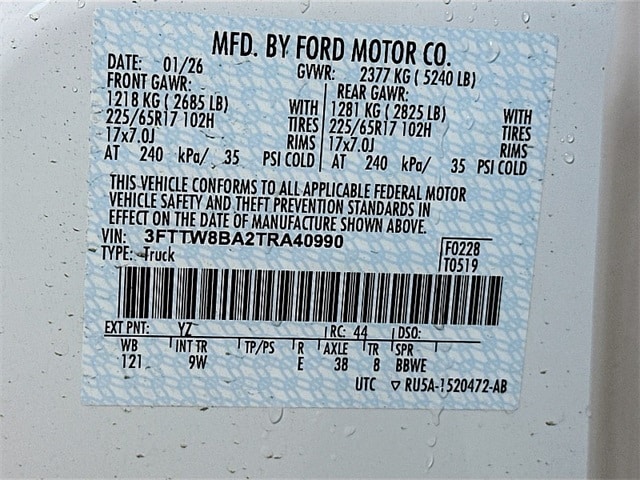 MFD. BY FORD MOTOR CO.
DATE: 01/26 GVWR: 2377 KG ( 5240 LB)
FRONT GAWR: REAR GAWR:
1218 KG ( 2685 LB) WITH 1281 KG ( 2825 LB) WITH
225/65R17 102H TIRES 225/65R17 102H TIRES
17x7.0J RIMS 17x7.0J RIMS
AT 240 kPa/ 35 PSI COLD AT 240 kPa/ 35 PSI COLD
THIS VEHICLE CONFORMS TO ALL APPLICABLE FEDERAL MOTOR
VEHICLE SAFETY AND THEFT PREVENTION STANDARDS IN
EFFECT ON THE DATE OF MANUFACTURE SHOWN ABOVE.
VIN: 3FTTW8BA2TRA40990 F0228
TYPE: Truck T0519
EXT PNT: YZ RC: 44 DSO:
WB INT TR TP/PS R AXLE TR SPR
121 9W E 38 8 BBWE
UTC ▽ RU5A-1520472-AB